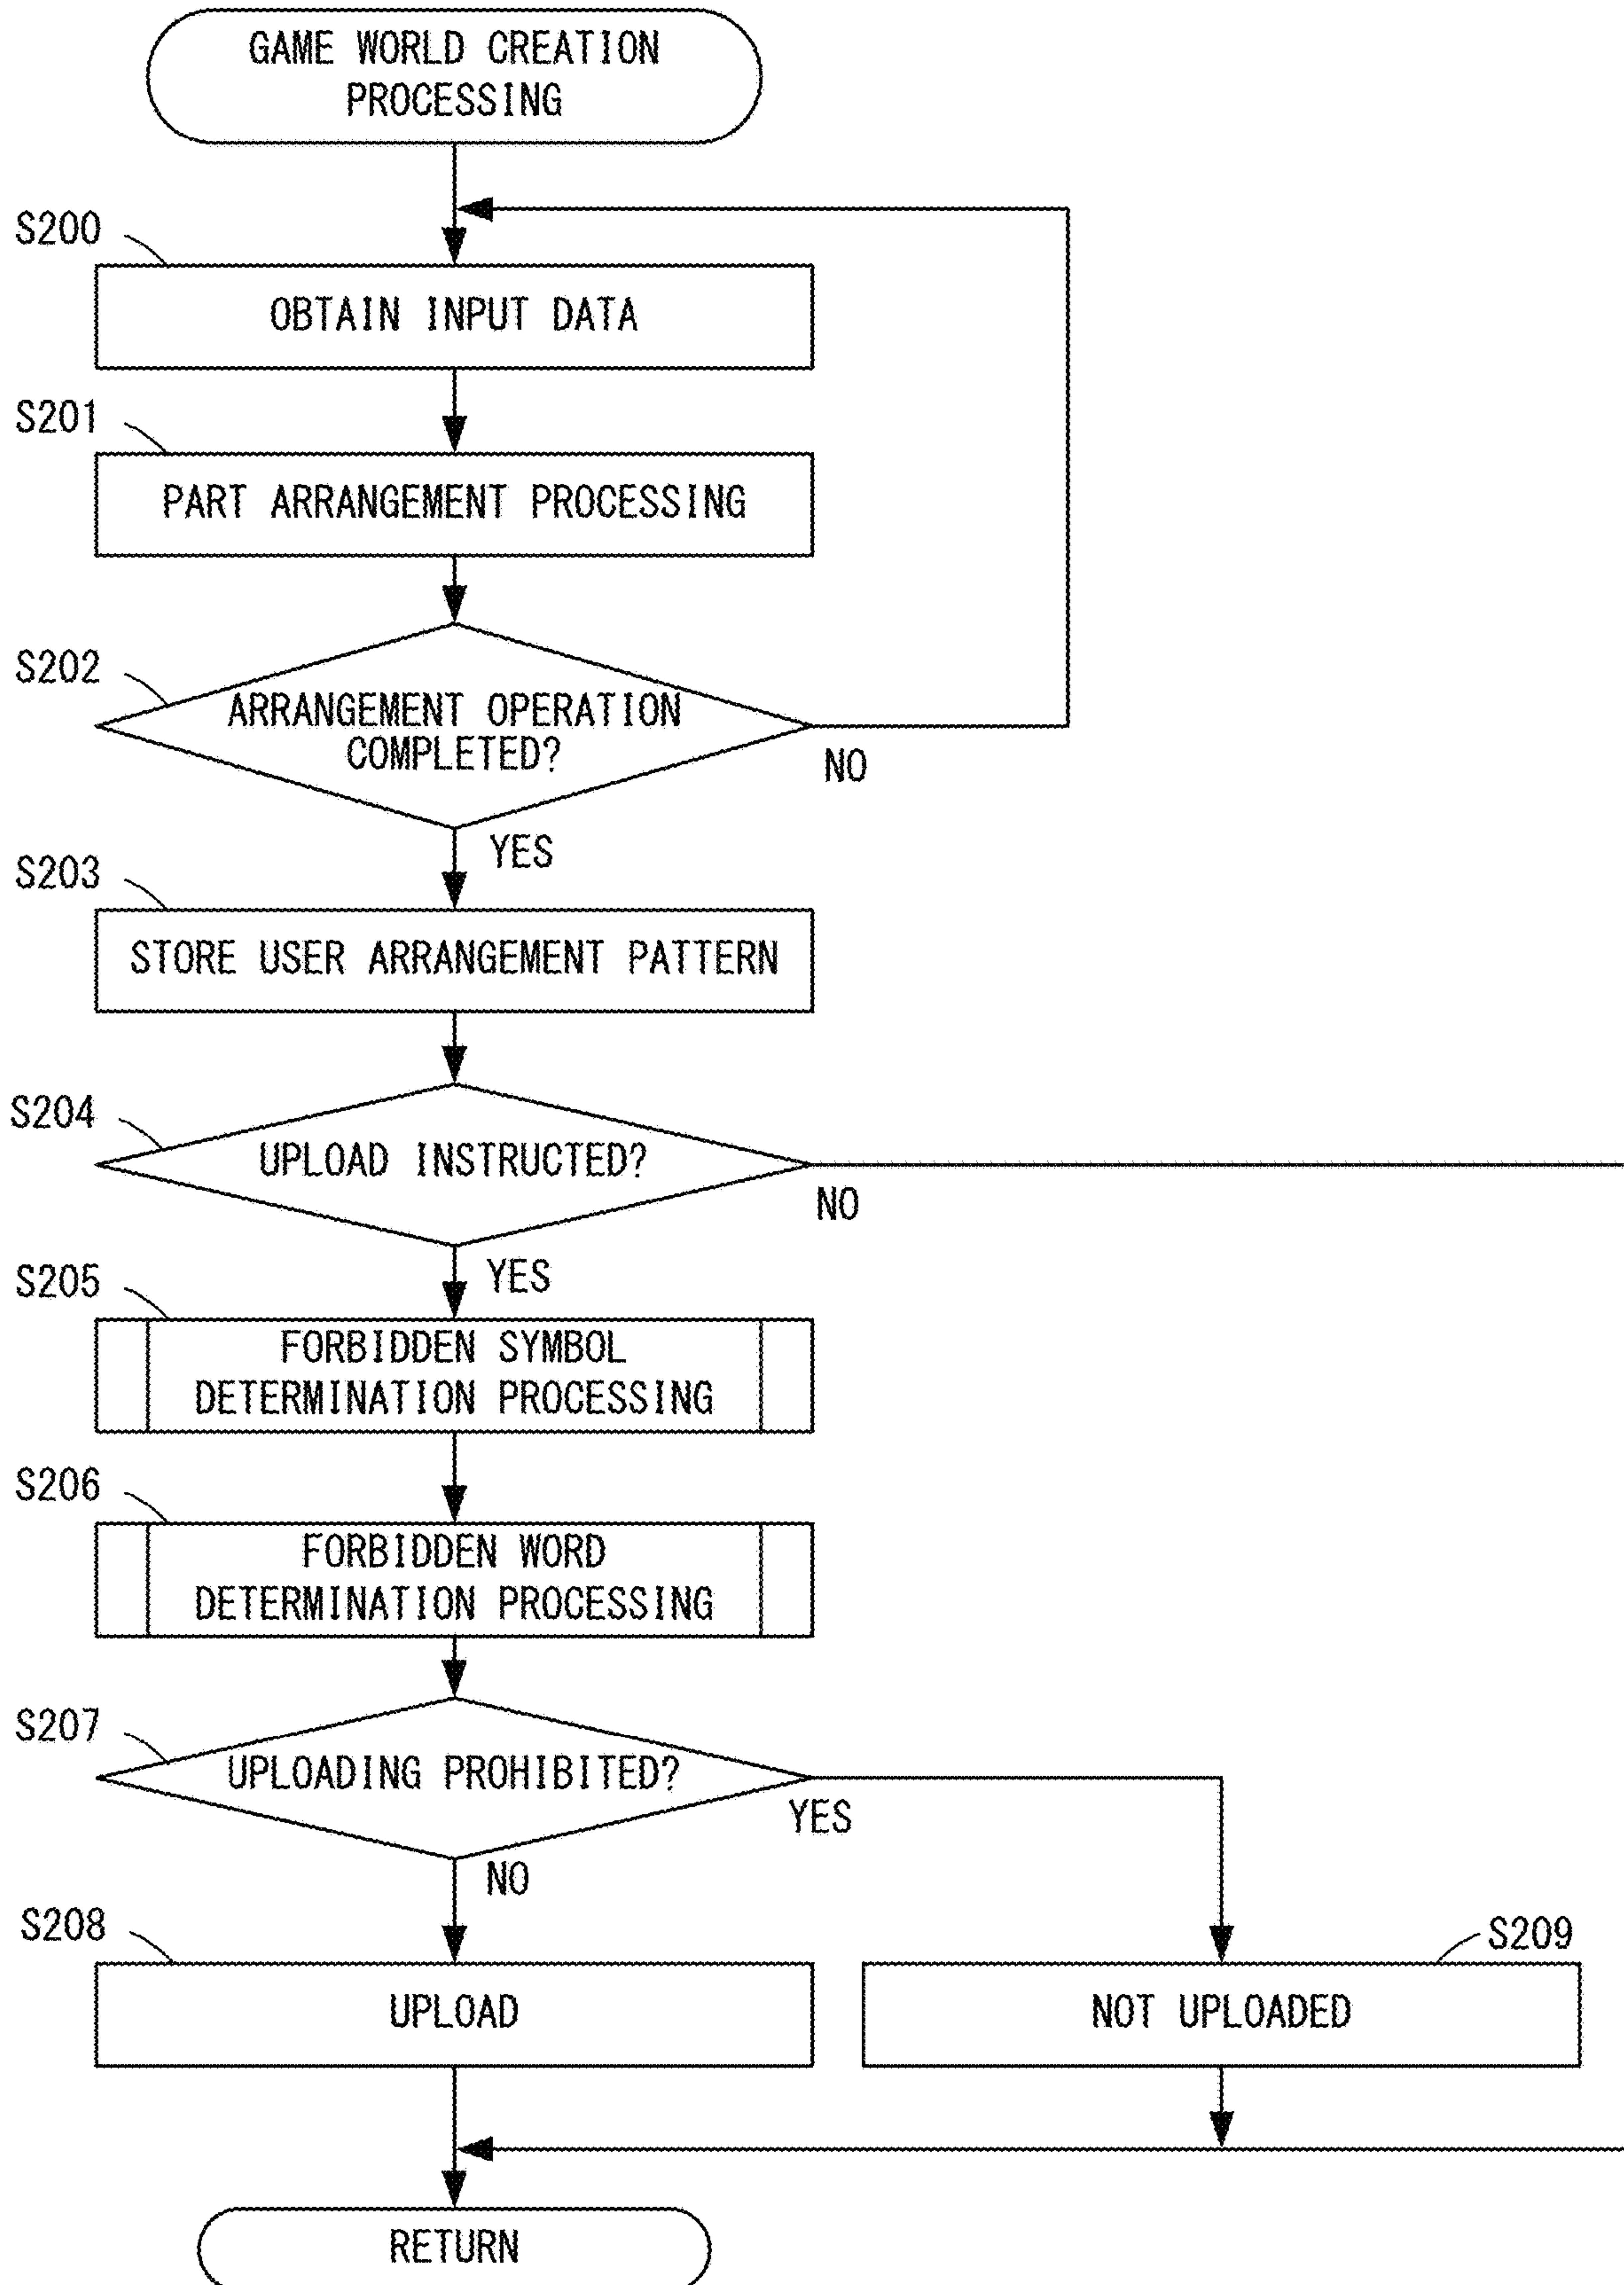 GAME WORLD CREATION
PROCESSING
S200
OBTAIN INPUT DATA
S201
PART ARRANGEMENT PROCESSING
S202
ARRANGEMENT OPERATION
COMPLETED?
NO
YES
S203
STORE USER ARRANGEMENT PATTERN
S204
UPLOAD INSTRUCTED?
NO
YES
S205
FORBIDDEN SYMBOL
DETERMINATION PROCESSING
S206
FORBIDDEN WORD
DETERMINATION PROCESSING
S207
UPLOADING PROHIBITED?
YES
NO
S208
UPLOAD
S209
NOT UPLOADED
RETURN